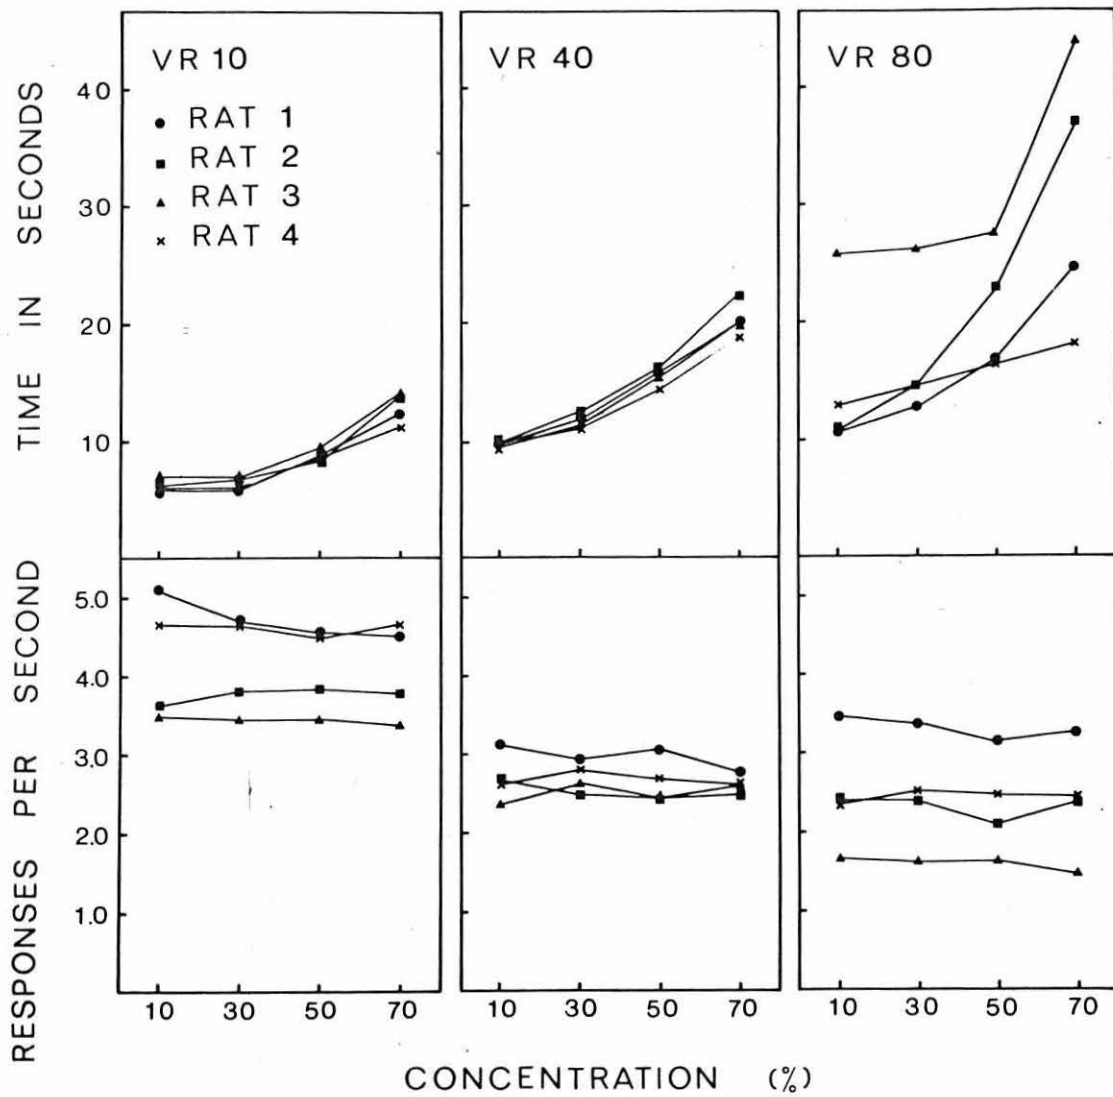 VR 10
VR 40
VR 80
RAT 1
RAT 2
RAT 3
RAT 4
TIME IN SECONDS
40
30
20
10
RESPONSES PER SECOND
5.0
4.0
3.0
2.0
1.0
10 30 50 70
10 30 50 70
10 30 50 70
CONCENTRATION (%)